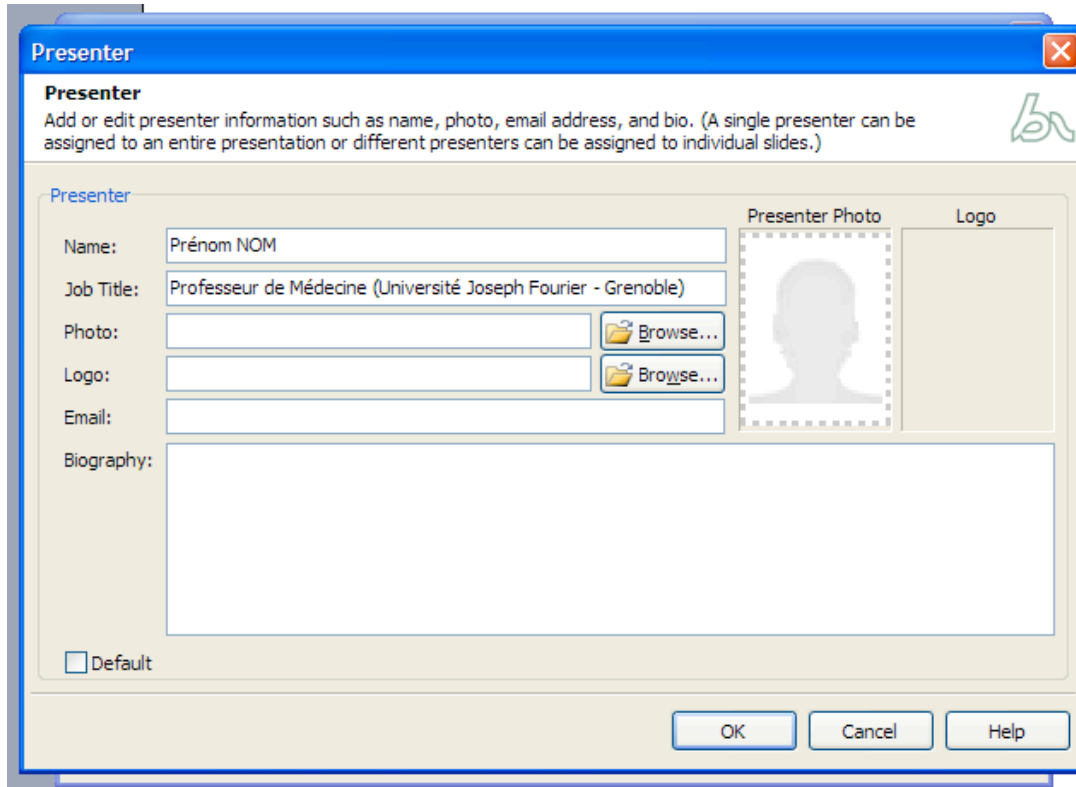 Presenter
Presenter
Add or edit presenter information such as name, photo, email address, and bio. (A single presenter can be
assigned to an entire presentation or different presenters can be assigned to individual slides.)
Presenter
Presenter Photo Logo
Name: Prénom NOM
Job Title: Professeur de Médecine (Université Joseph Fourier - Grenoble)
Photo: Browse...
Logo: Browse...
Email:
Biography:
Default
OK Cancel Help